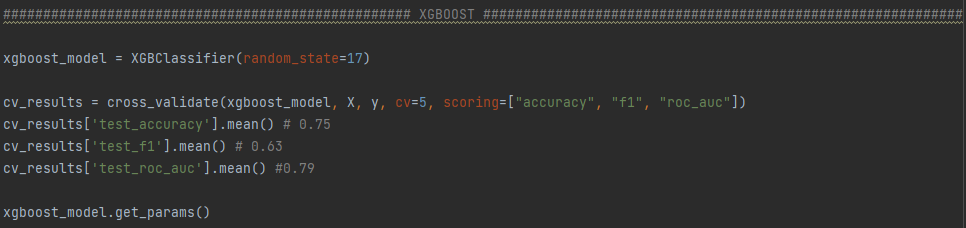 ################################################## XGBOOST ###########################################################
xgboost_model = XGBClassifier(random_state=17)
cv_results = cross_validate(xgboost_model, X, y, cv=5, scoring=["accuracy", "f1", "roc_auc"])
cv_results['test_accuracy'].mean() # 0.75
cv_results['test_f1'].mean() # 0.63
cv_results['test_roc_auc'].mean() #0.79
xgboost_model.get_params()